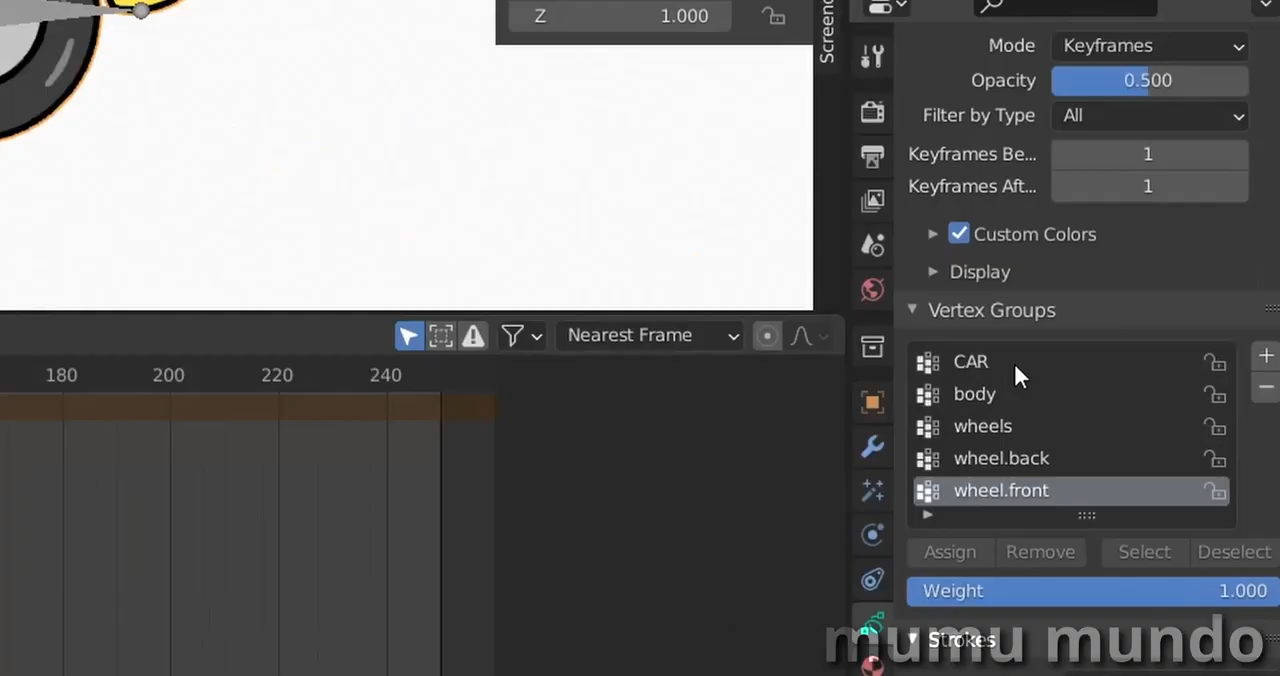 Z 1.000
Screenc
Mode Keyframes
Opacity 0.500
Filter by Type All
Keyframes Be... 1
Keyframes Aft... 1
Custom Colors
Display
Vertex Groups
Nearest Frame
180 200 220 240
CAR
body
wheels
wheel.back
wheel.front
Assign Remove Select Deselect
Weight 1.000
Strokes
mumu mundo